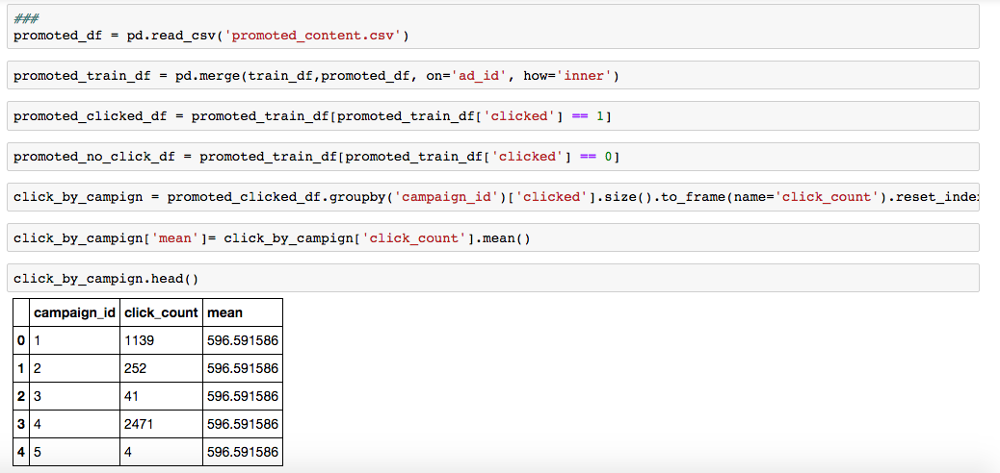 ###
promoted_df = pd.read_csv('promoted_content.csv')
promoted_train_df = pd.merge(train_df,promoted_df, on='ad_id', how='inner')
promoted_clicked_df = promoted_train_df[promoted_train_df['clicked'] == 1]
promoted_no_click_df = promoted_train_df[promoted_train_df['clicked'] == 0]
click_by_campign = promoted_clicked_df.groupby('campaign_id')['clicked'].size().to_frame(name='click_count').reset_inde
click_by_campign['mean']= click_by_campign['click_count'].mean()
click_by_campign.head()
campaign_id click_count mean
0 1 1139 596.591586
1 2 252 596.591586
2 3 41 596.591586
3 4 2471 596.591586
4 5 4 596.591586